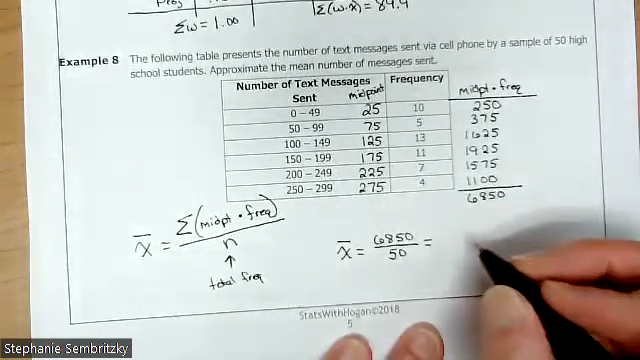 Proj
Σw = 1.00
Σ(w·x) = 89.4
Example 8 The following table presents the number of text messages sent via cell phone by a sample of 50 high
school students. Approximate the mean number of messages sent.
Number of Text Messages Sent midpoint Frequency midpt · freq
0 – 49 25 10 250
50 – 99 75 5 375
100 – 149 125 13 1625
150 – 199 175 11 1925
200 – 249 225 7 1575
250 – 299 275 4 1100
6850
x̄ = Σ(midpt · freq) / n
↑
total freq
x̄ = 6850 / 50 =
StatsWithHogan©2018
5
Stephanie Sembritzky